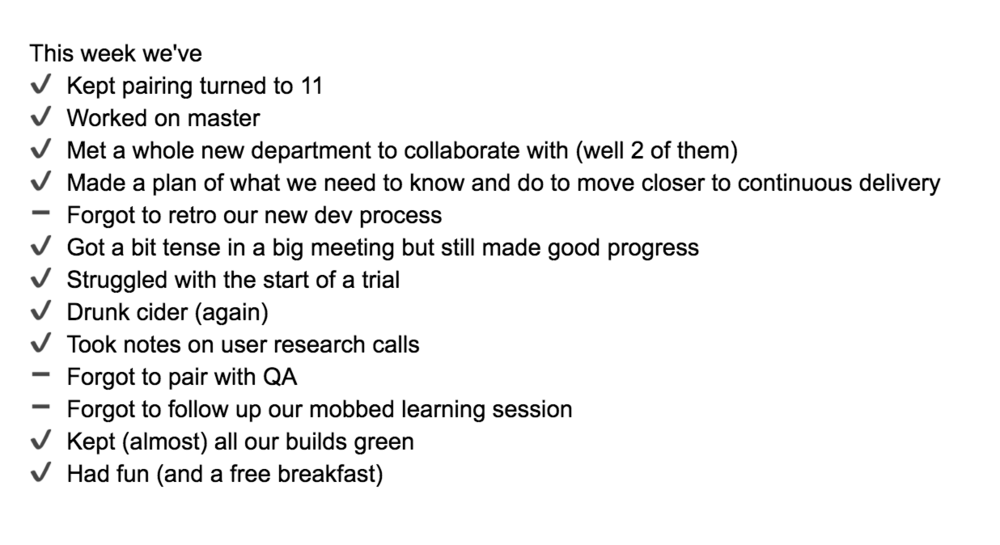 This week we've
✓ Kept pairing turned to 11
✓ Worked on master
✓ Met a whole new department to collaborate with (well 2 of them)
✓ Made a plan of what we need to know and do to move closer to continuous delivery
– Forgot to retro our new dev process
✓ Got a bit tense in a big meeting but still made good progress
✓ Struggled with the start of a trial
✓ Drunk cider (again)
✓ Took notes on user research calls
– Forgot to pair with QA
– Forgot to follow up our mobbed learning session
✓ Kept (almost) all our builds green
✓ Had fun (and a free breakfast)